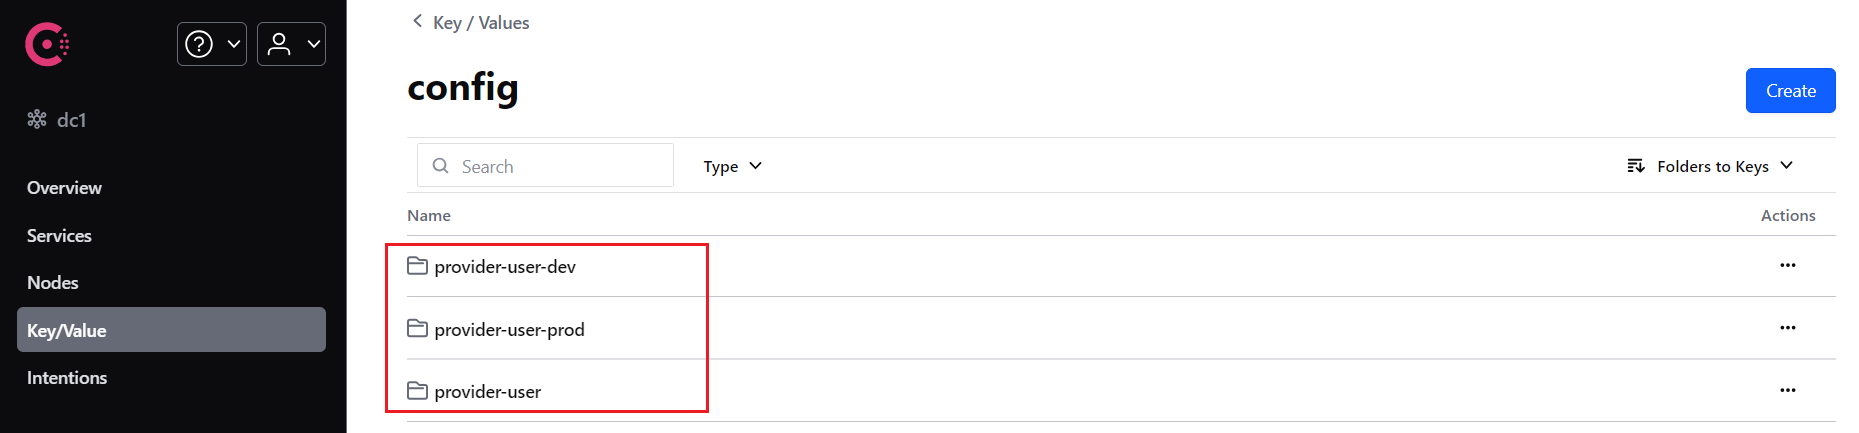 Key / Values
config
Create
dc1
Search
Type
Folders to Keys
Overview
Services
Nodes
Key/Value
Intentions
Name
Actions
provider-user-dev
provider-user-prod
provider-user